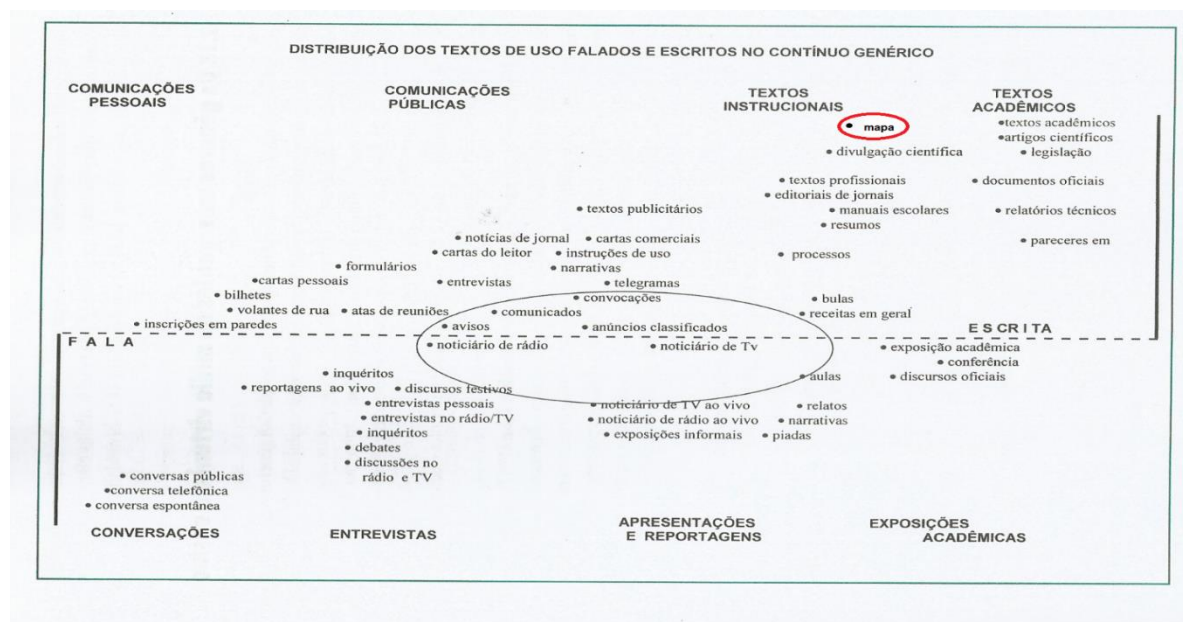 DISTRIBUIÇÃO DOS TEXTOS DE USO FALADOS E ESCRITOS NO CONTÍNUO GENÉRICO
COMUNICAÇÕES
PESSOAIS
COMUNICAÇÕES
PÚBLICAS
TEXTOS
INSTRUCIONAIS
TEXTOS
ACADÊMICOS
• mapa
•textos acadêmicos
•artigos científicos
• divulgação científica
• legislação
• textos profissionais
• documentos oficiais
• editoriais de jornais
• textos publicitários
• manuais escolares
• relatórios técnicos
• resumos
• notícias de jornal
• cartas comerciais
• pareceres em
• cartas do leitor
• instruções de uso
• processos
• formulários
• narrativas
•cartas pessoais
• entrevistas
• telegramas
• bilhetes
• convocações
• bulas
• volantes de rua
• atas de reuniões
• comunicados
• receitas em geral
• inscrições em paredes
• avisos
• anúncios classificados
E S C R I T A
F A L A
• noticiário de rádio
• noticiário de Tv
• exposição acadêmica
• conferência
• inquéritos
• aulas
• discursos oficiais
• reportagens ao vivo
• discursos festivos
• entrevistas pessoais
• noticiário de TV ao vivo
• relatos
• entrevistas no rádio/TV
• noticiário de rádio ao vivo
• narrativas
• inquéritos
• exposições informais
• piadas
• debates
• discussões no
rádio e TV
• conversas públicas
•conversa telefônica
• conversa espontânea
CONVERSAÇÕES
ENTREVISTAS
APRESENTAÇÕES
E REPORTAGENS
EXPOSIÇÕES
ACADÊMICAS